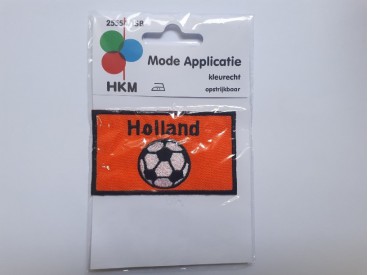 Mode Applicatie
kleurecht
HKM
opstrijkbaar
Holland